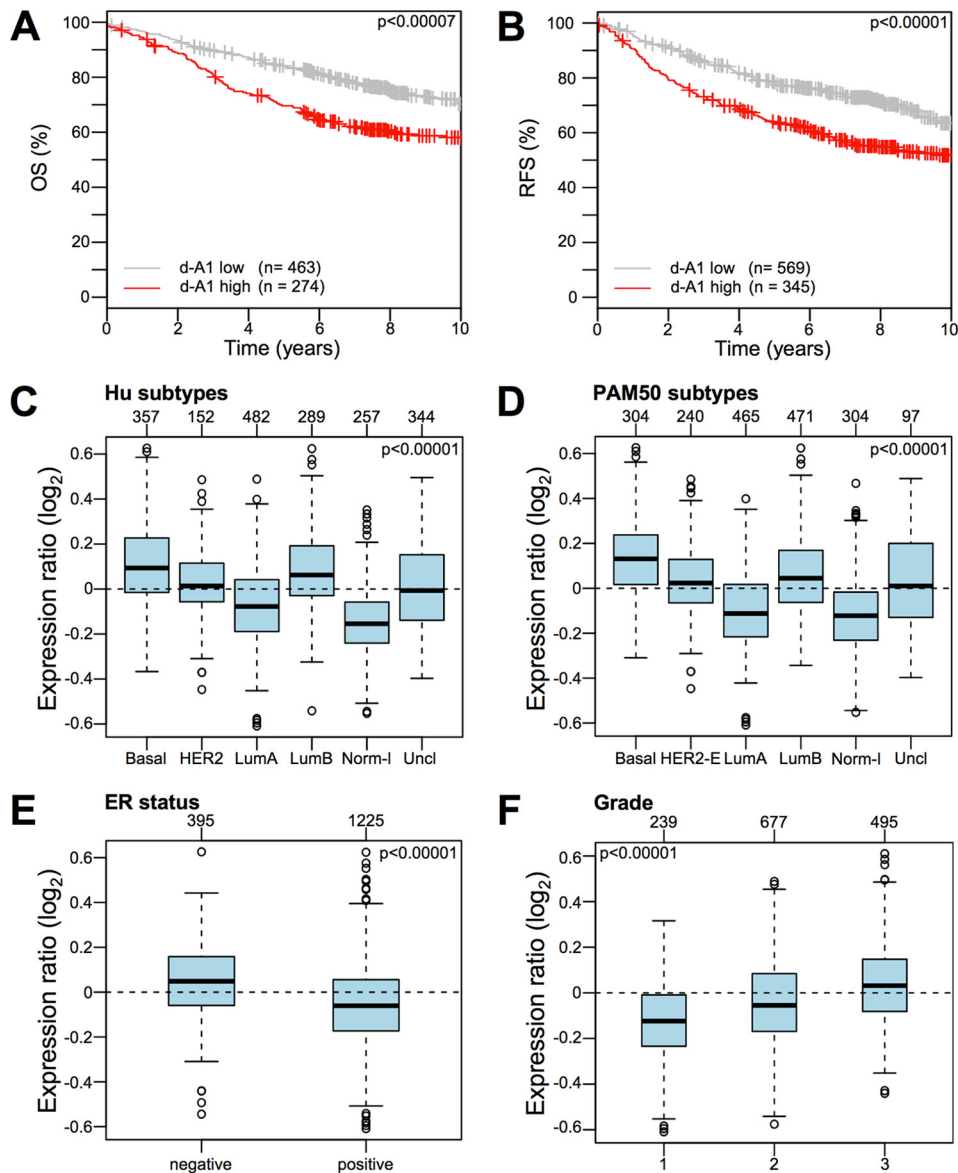 A
p<0.00007
100
80
60
40
20
0
OS (%)
d-A1 low (n= 463)
d-A1 high (n = 274)
0 2 4 6 8 10
Time (years)
B
p<0.00001
100
80
60
40
20
0
RFS (%)
d-A1 low (n= 569)
d-A1 high (n = 345)
0 2 4 6 8 10
Time (years)
C
Hu subtypes
357 152 482 289 257 344
p<0.00001
0.6
0.4
0.2
0
-0.2
-0.4
-0.6
Expression ratio (log2)
Basal HER2 LumA LumB Norm-l Uncl
D
PAM50 subtypes
304 240 465 471 304 97
p<0.00001
0.6
0.4
0.2
0
-0.2
-0.4
-0.6
Expression ratio (log2)
Basal HER2-E LumA LumB Norm-l Uncl
E
ER status
395 1225
p<0.00001
0.6
0.4
0.2
0
-0.2
-0.4
-0.6
Expression ratio (log2)
negative positive
F
Grade
239 677 495
p<0.00001
0.6
0.4
0.2
0
-0.2
-0.4
-0.6
Expression ratio (log2)
1 2 3